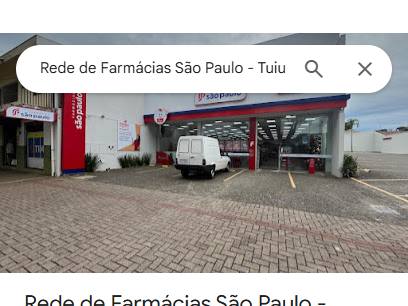 Rede de Farmácias São Paulo - Tuiu
são paulo
são paulo
são paulo
Rede de Farmácias São Paulo -